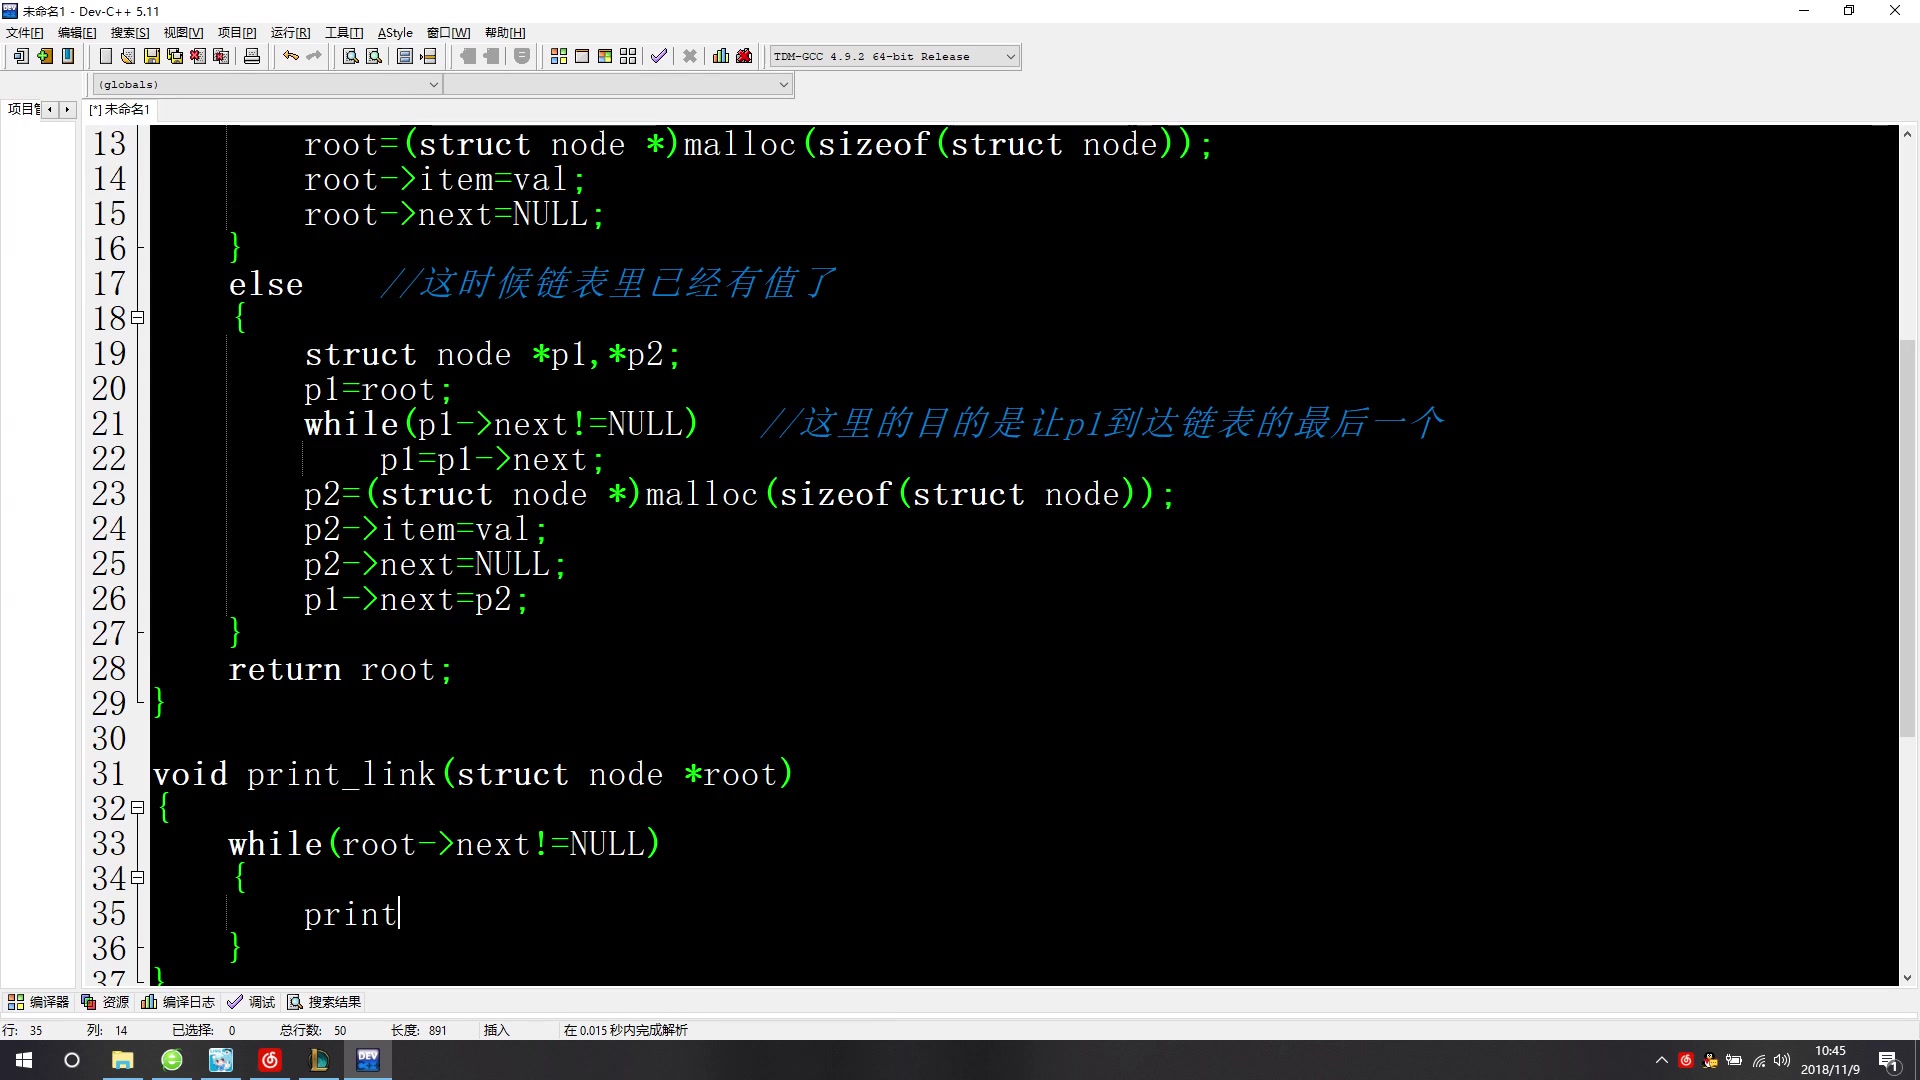 未命名1 - Dev-C++ 5.11
文件[F] 编辑[E] 搜索[S] 视图[V] 项目[P] 运行[R] 工具[T] AStyle 窗口[W] 帮助[H]
TDM-GCC 4.9.2 64-bit Release
(globals)
项目管 [*] 未命名1
13 root=(struct node *)malloc(sizeof(struct node));
14 root->item=val;
15 root->next=NULL;
16 }
17 else //这时候链表里已经有值了
18 {
19 struct node *p1,*p2;
20 p1=root;
21 while(p1->next!=NULL) //这里的目的是让p1到达链表的最后一个
22 p1=p1->next;
23 p2=(struct node *)malloc(sizeof(struct node));
24 p2->item=val;
25 p2->next=NULL;
26 p1->next=p2;
27 }
28 return root;
29 }
30
31 void print_link(struct node *root)
32 {
33 while(root->next!=NULL)
34 {
35 print
36 }
37 }
编译器 资源 编译日志 调试 搜索结果
行: 35 列: 14 已选择: 0 总行数: 50 长度: 891 插入 在 0.015 秒内完成解析
DEV
10:45
2018/11/9
1